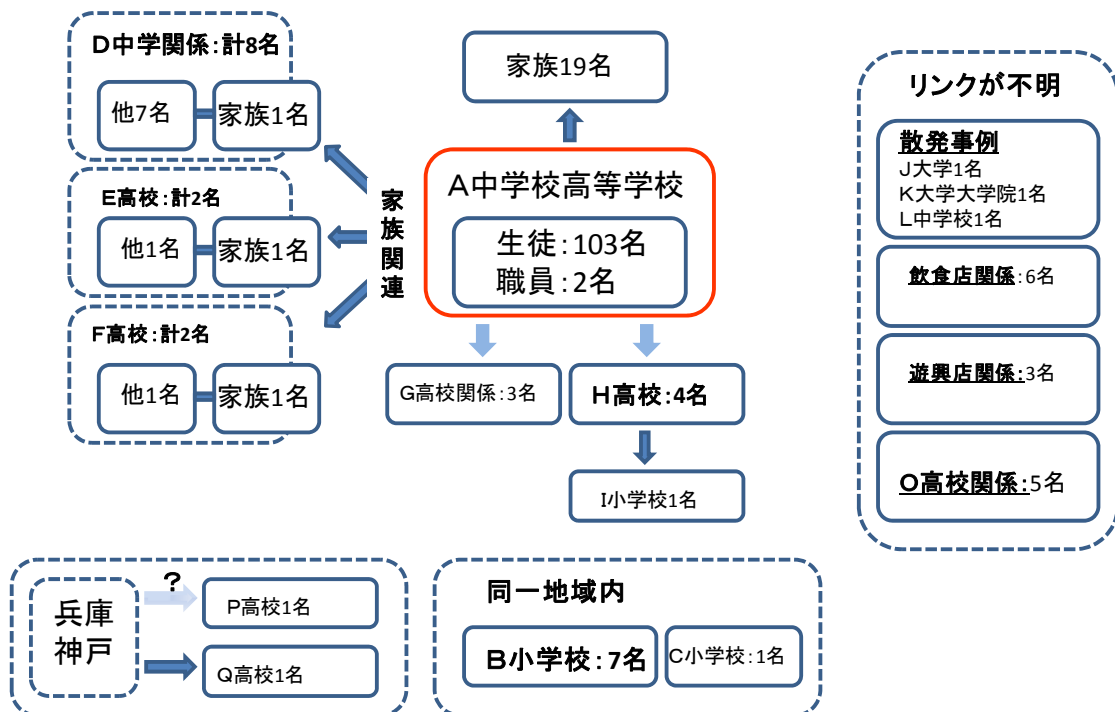 D中学関係:計8名
他7名
家族1名
E高校:計2名
他1名
家族1名
F高校:計2名
他1名
家族1名
家族関連
家族19名
A中学校高等学校
生徒:103名
職員:2名
G高校関係:3名
H高校:4名
I小学校1名
リンクが不明
散発事例
J大学1名
K大学大学院1名
L中学校1名
飲食店関係:6名
遊興店関係:3名
O高校関係:5名
兵庫
神戸
?
P高校1名
Q高校1名
同一地域内
B小学校:7名
C小学校:1名